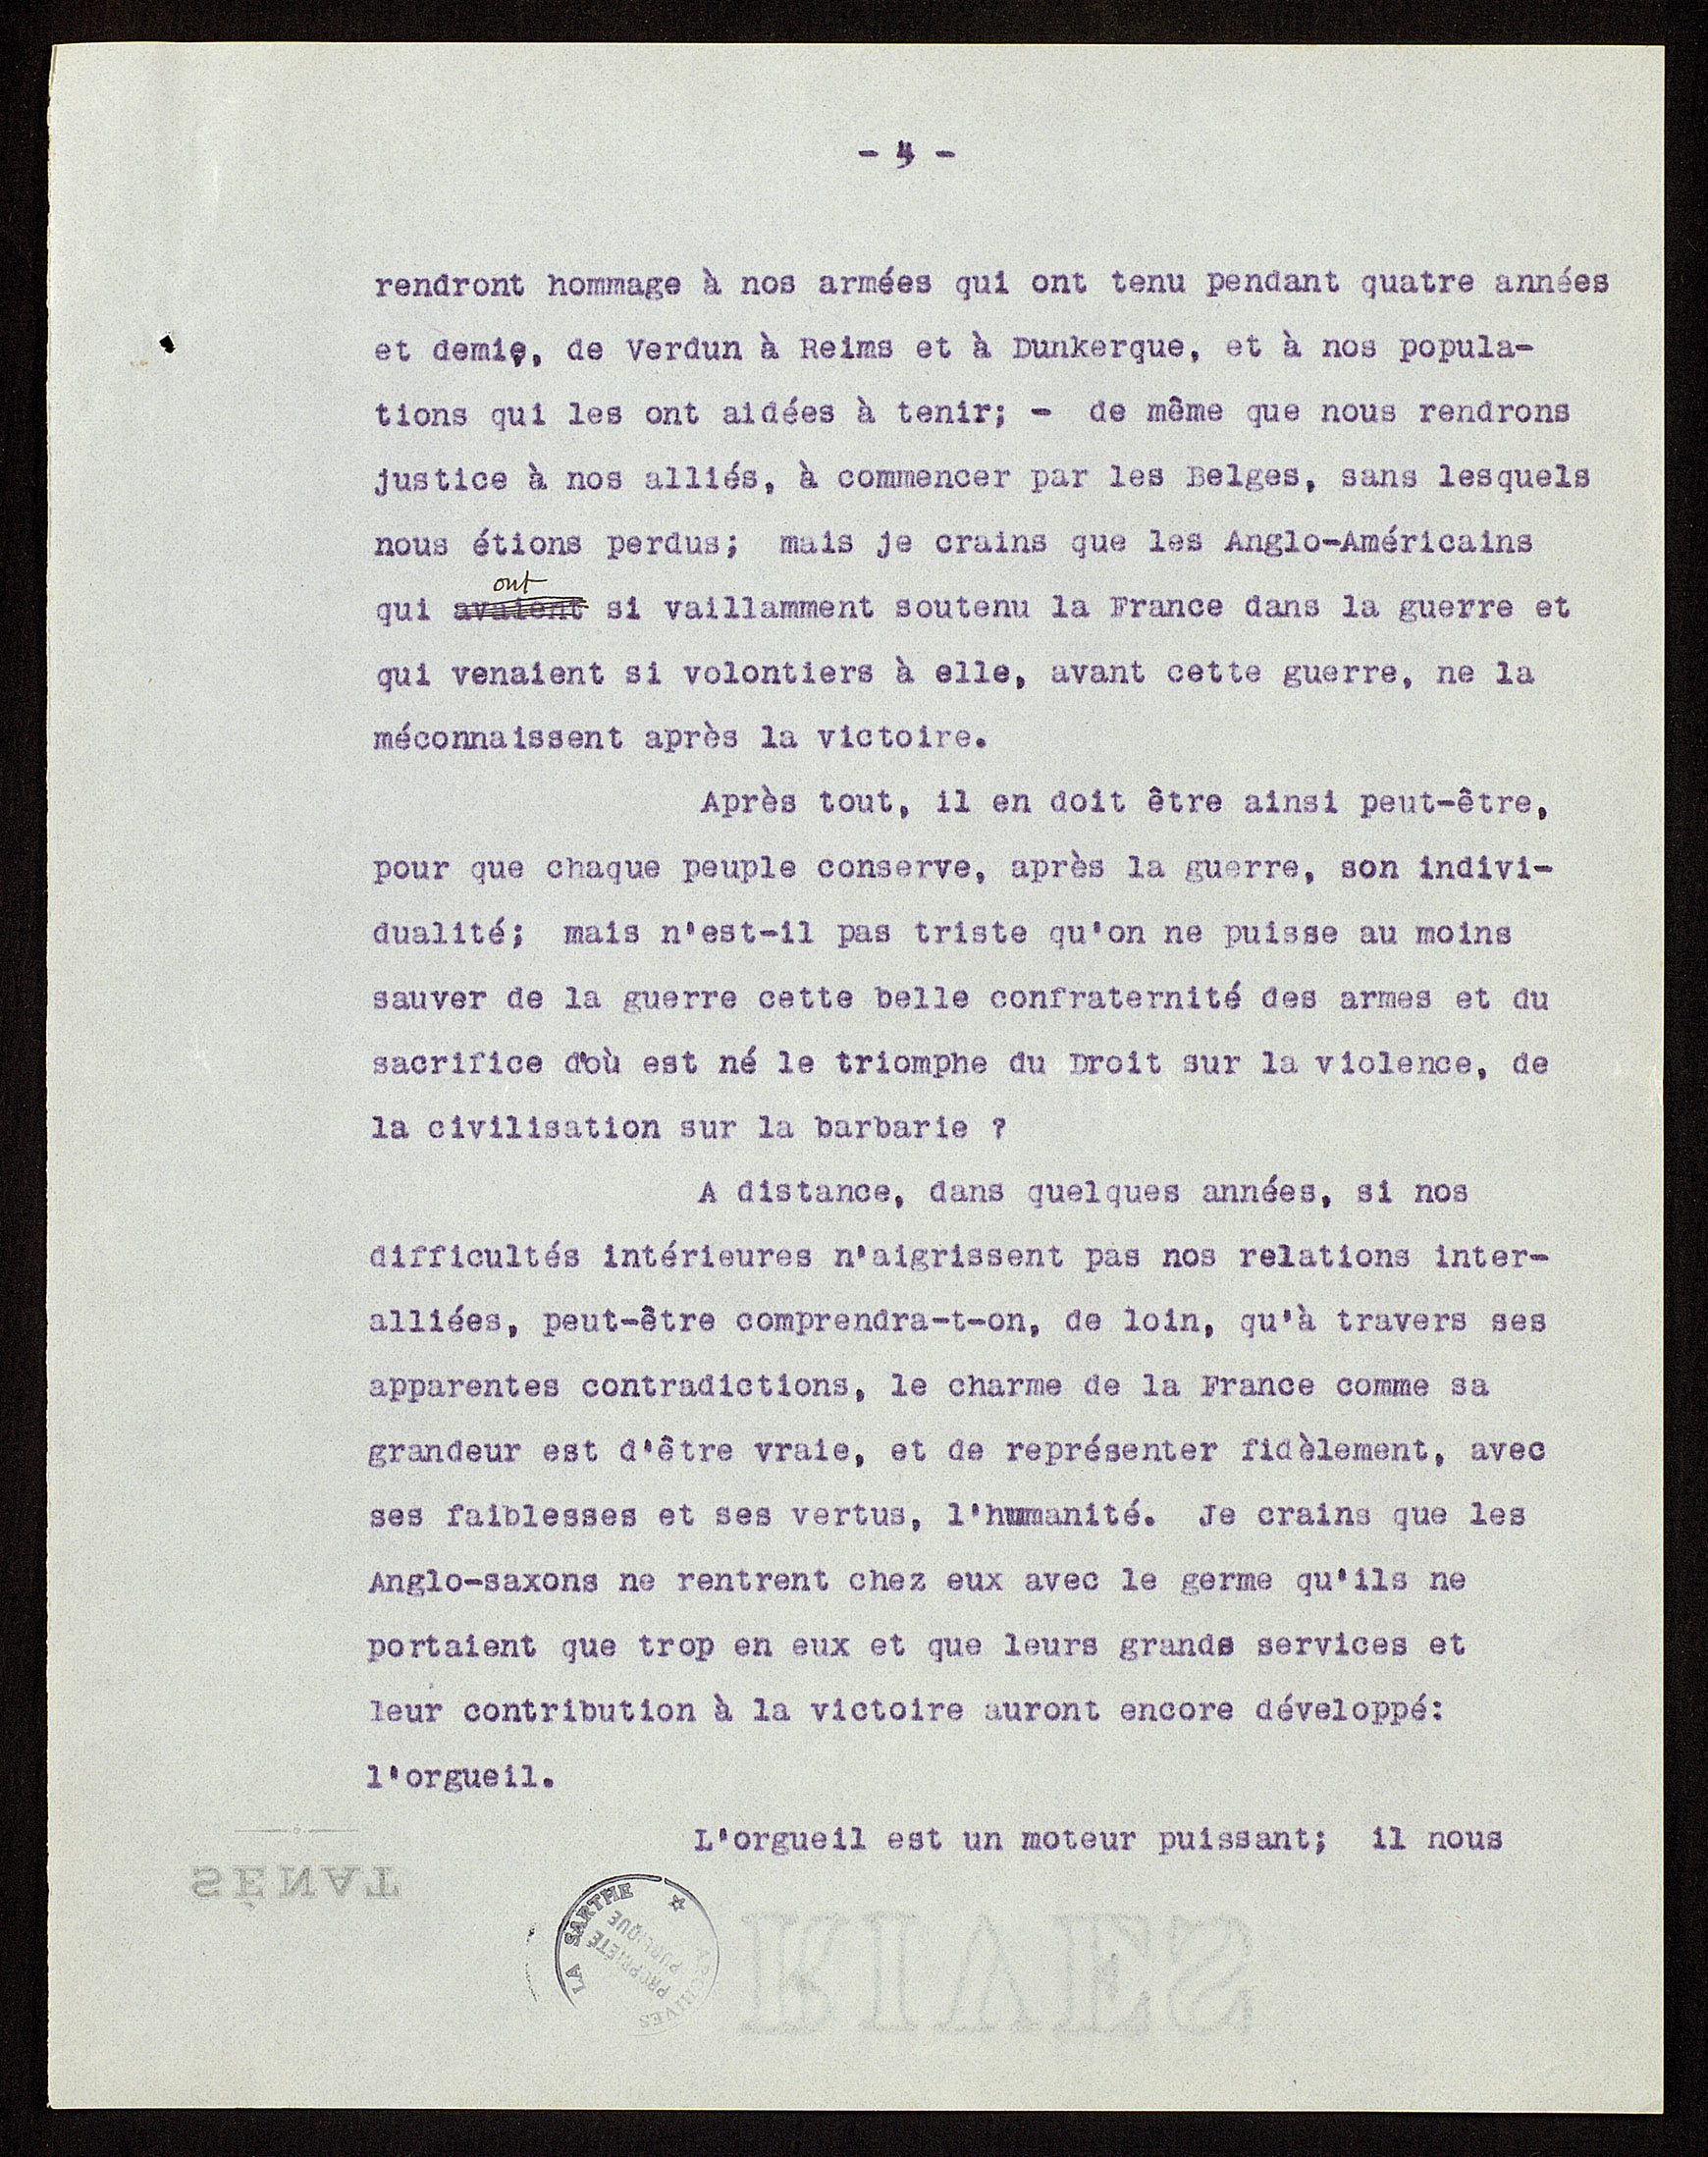 - 4 -
rendront hommage à nos armées qui ont tenu pendant quatre années
et demie, de Verdun à Reims et à Dunkerque, et à nos popula-
tions qui les ont aidées à tenir; - de même que nous rendrons
justice à nos alliés, à commencer par les Belges, sans lesquels
nous étions perdus; mais je crains que les Anglo-Américains
ont
qui avaient si vaillamment soutenu la France dans la guerre et
qui venaient si volontiers à elle, avant cette guerre, ne la
méconnaissent après la victoire.
Après tout, il en doit être ainsi peut-être,
pour que chaque peuple conserve, après la guerre, son indivi-
dualité; mais n'est-il pas triste qu'on ne puisse au moins
sauver de la guerre cette belle confraternité des armes et du
sacrifice d'où est né le triomphe du Droit sur la violence, de
la civilisation sur la barbarie ?
A distance, dans quelques années, si nos
difficultés intérieures n'aigrissent pas nos relations inter-
alliées, peut-être comprendra-t-on, de loin, qu'à travers ses
apparentes contradictions, le charme de la France comme sa
grandeur est d'être vraie, et de représenter fidèlement, avec
ses faiblesses et ses vertus, l'humanité. Je crains que les
Anglo-saxons ne rentrent chez eux avec le germe qu'ils ne
portaient que trop en eux et que leurs grands services et
leur contribution à la victoire auront encore développé:
l'orgueil.
L'orgueil est un moteur puissant; il nous
SÉNAT
ARCHIVES
LA SARTHE
PROPRIÉTÉ
PUBLIQUE